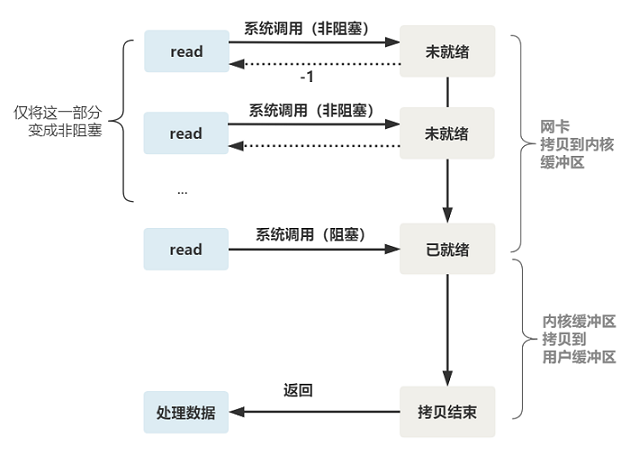 系统调用（非阻塞）
read
未就绪
-1
仅将这一部分
变成非阻塞
系统调用（非阻塞）
read
未就绪
网卡
拷贝到内核
缓冲区
...
系统调用（阻塞）
read
已就绪
内核缓冲区
拷贝到
用户缓冲区
返回
处理数据
拷贝结束